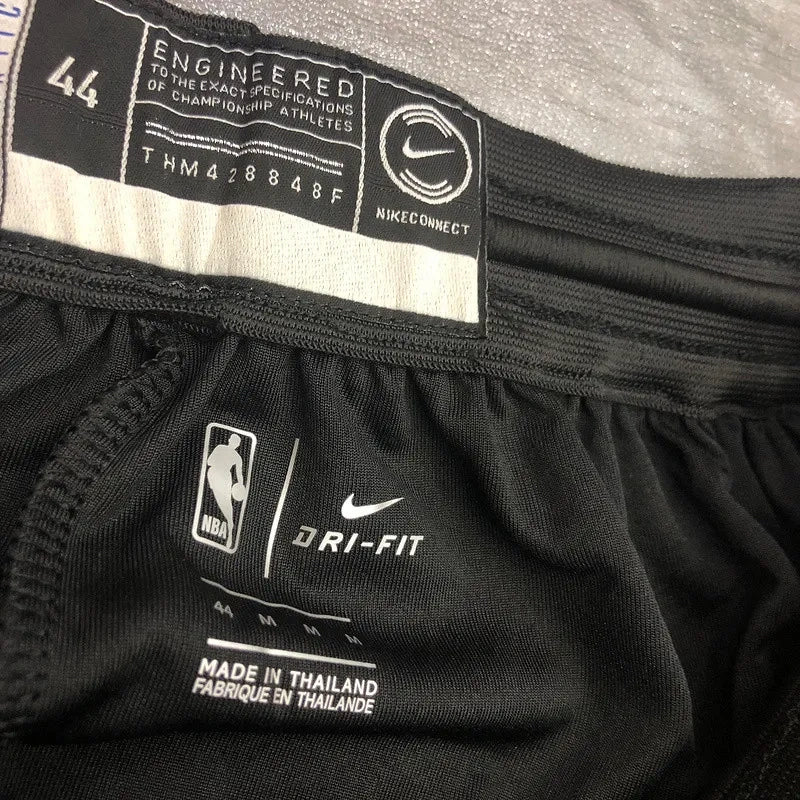 44
ENGINEERED
TO THE EXACT SPECIFICATIONS
OF CHAMPIONSHIP ATHLETES
THM428848F
NIKECONNECT
NBA
DRI-FIT
44 M M M
MADE IN THAILAND
FABRIQUE EN THAILANDE